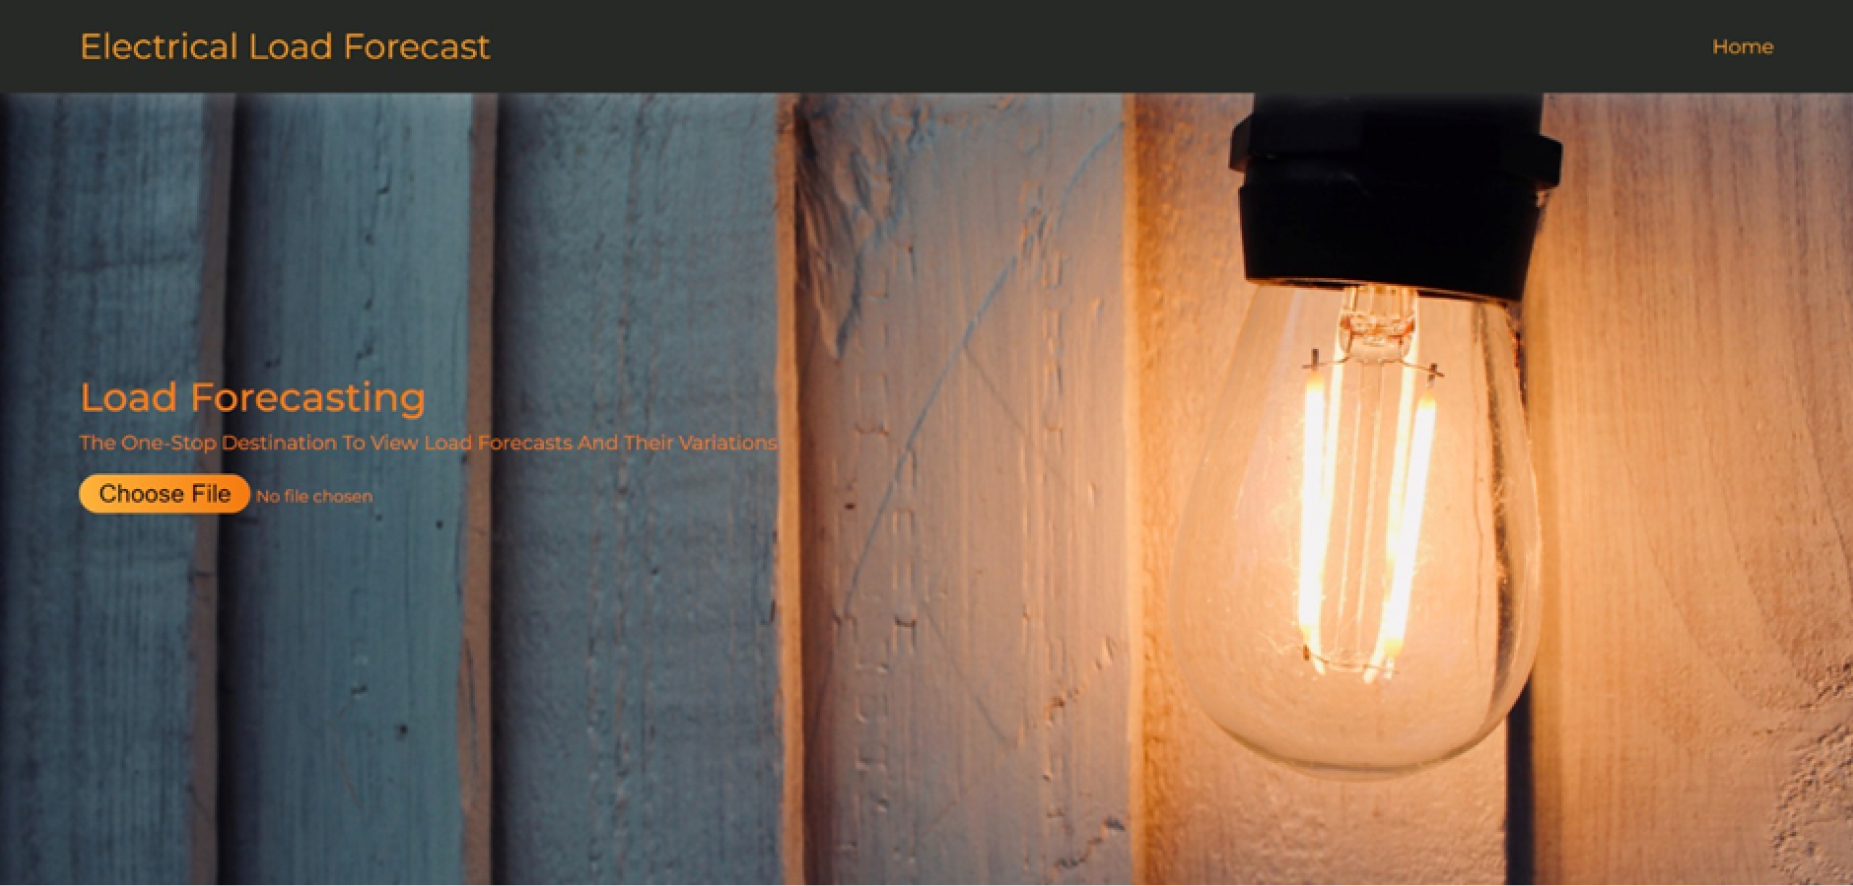 Electrical Load Forecast
Home
Load Forecasting
The One-Stop Destination To View Load Forecasts And Their Variations
Choose File No file chosen